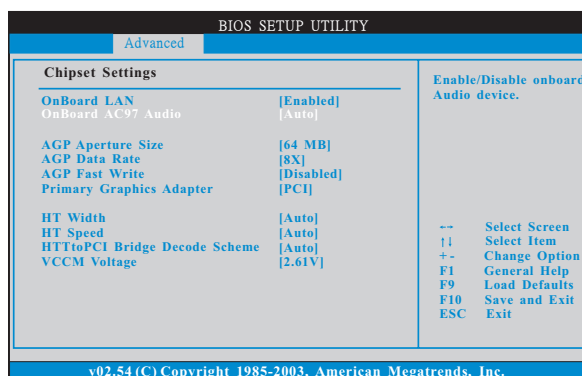 BIOS SETUP UTILITY
Advanced
Chipset Settings
OnBoard LAN [Enabled]
OnBoard AC97 Audio [Auto]
AGP Aperture Size [64 MB]
AGP Data Rate [8X]
AGP Fast Write [Disabled]
Primary Graphics Adapter [PCI]
HT Width [Auto]
HT Speed [Auto]
HTTtoPCI Bridge Decode Scheme [Auto]
VCCM Voltage [2.61V]
Enable/Disable onboard
Audio device.
←→ Select Screen
↑↓ Select Item
+ - Change Option
F1 General Help
F9 Load Defaults
F10 Save and Exit
ESC Exit
v02.54 (C) Copyright 1985-2003, American Megatrends, Inc.